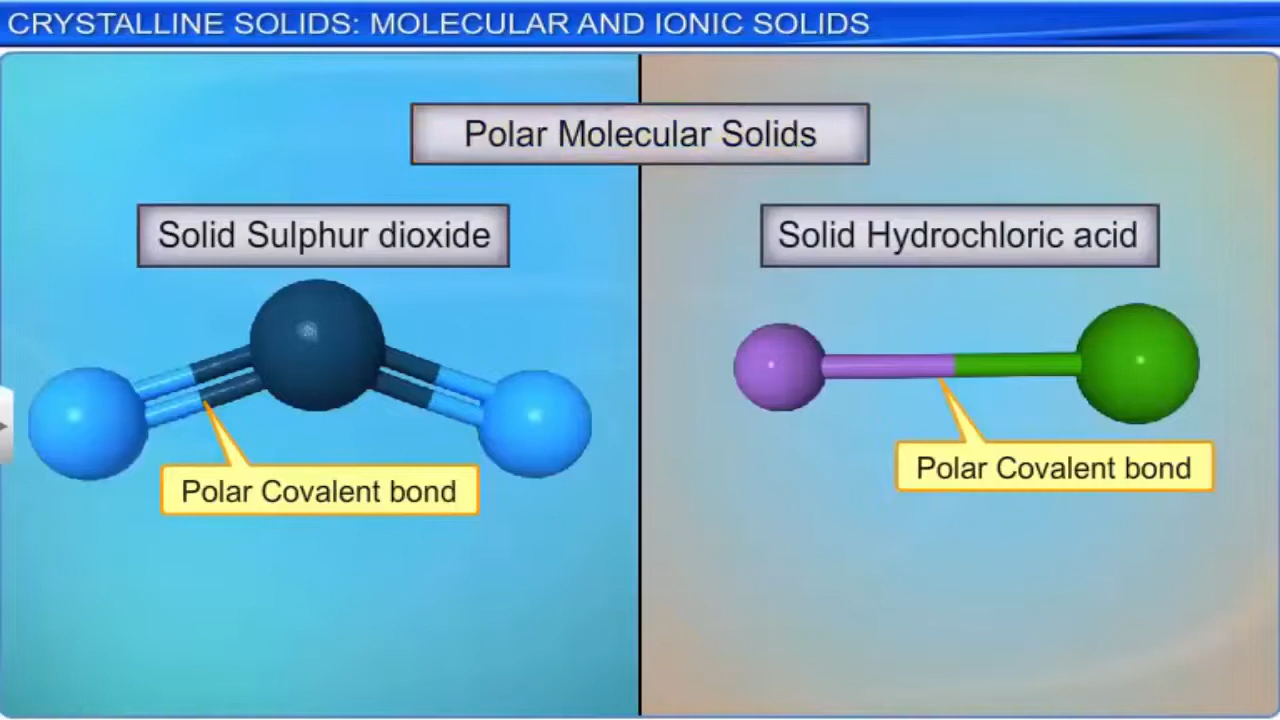 CRYSTALLINE SOLIDS: MOLECULAR AND IONIC SOLIDS
Polar Molecular Solids
Solid Sulphur dioxide
Polar Covalent bond
Solid Hydrochloric acid
Polar Covalent bond